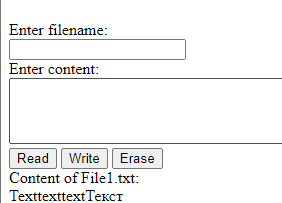 Enter filename:
Enter content:
Read Write Erase
Content of File1.txt:
TexttexttextТекст